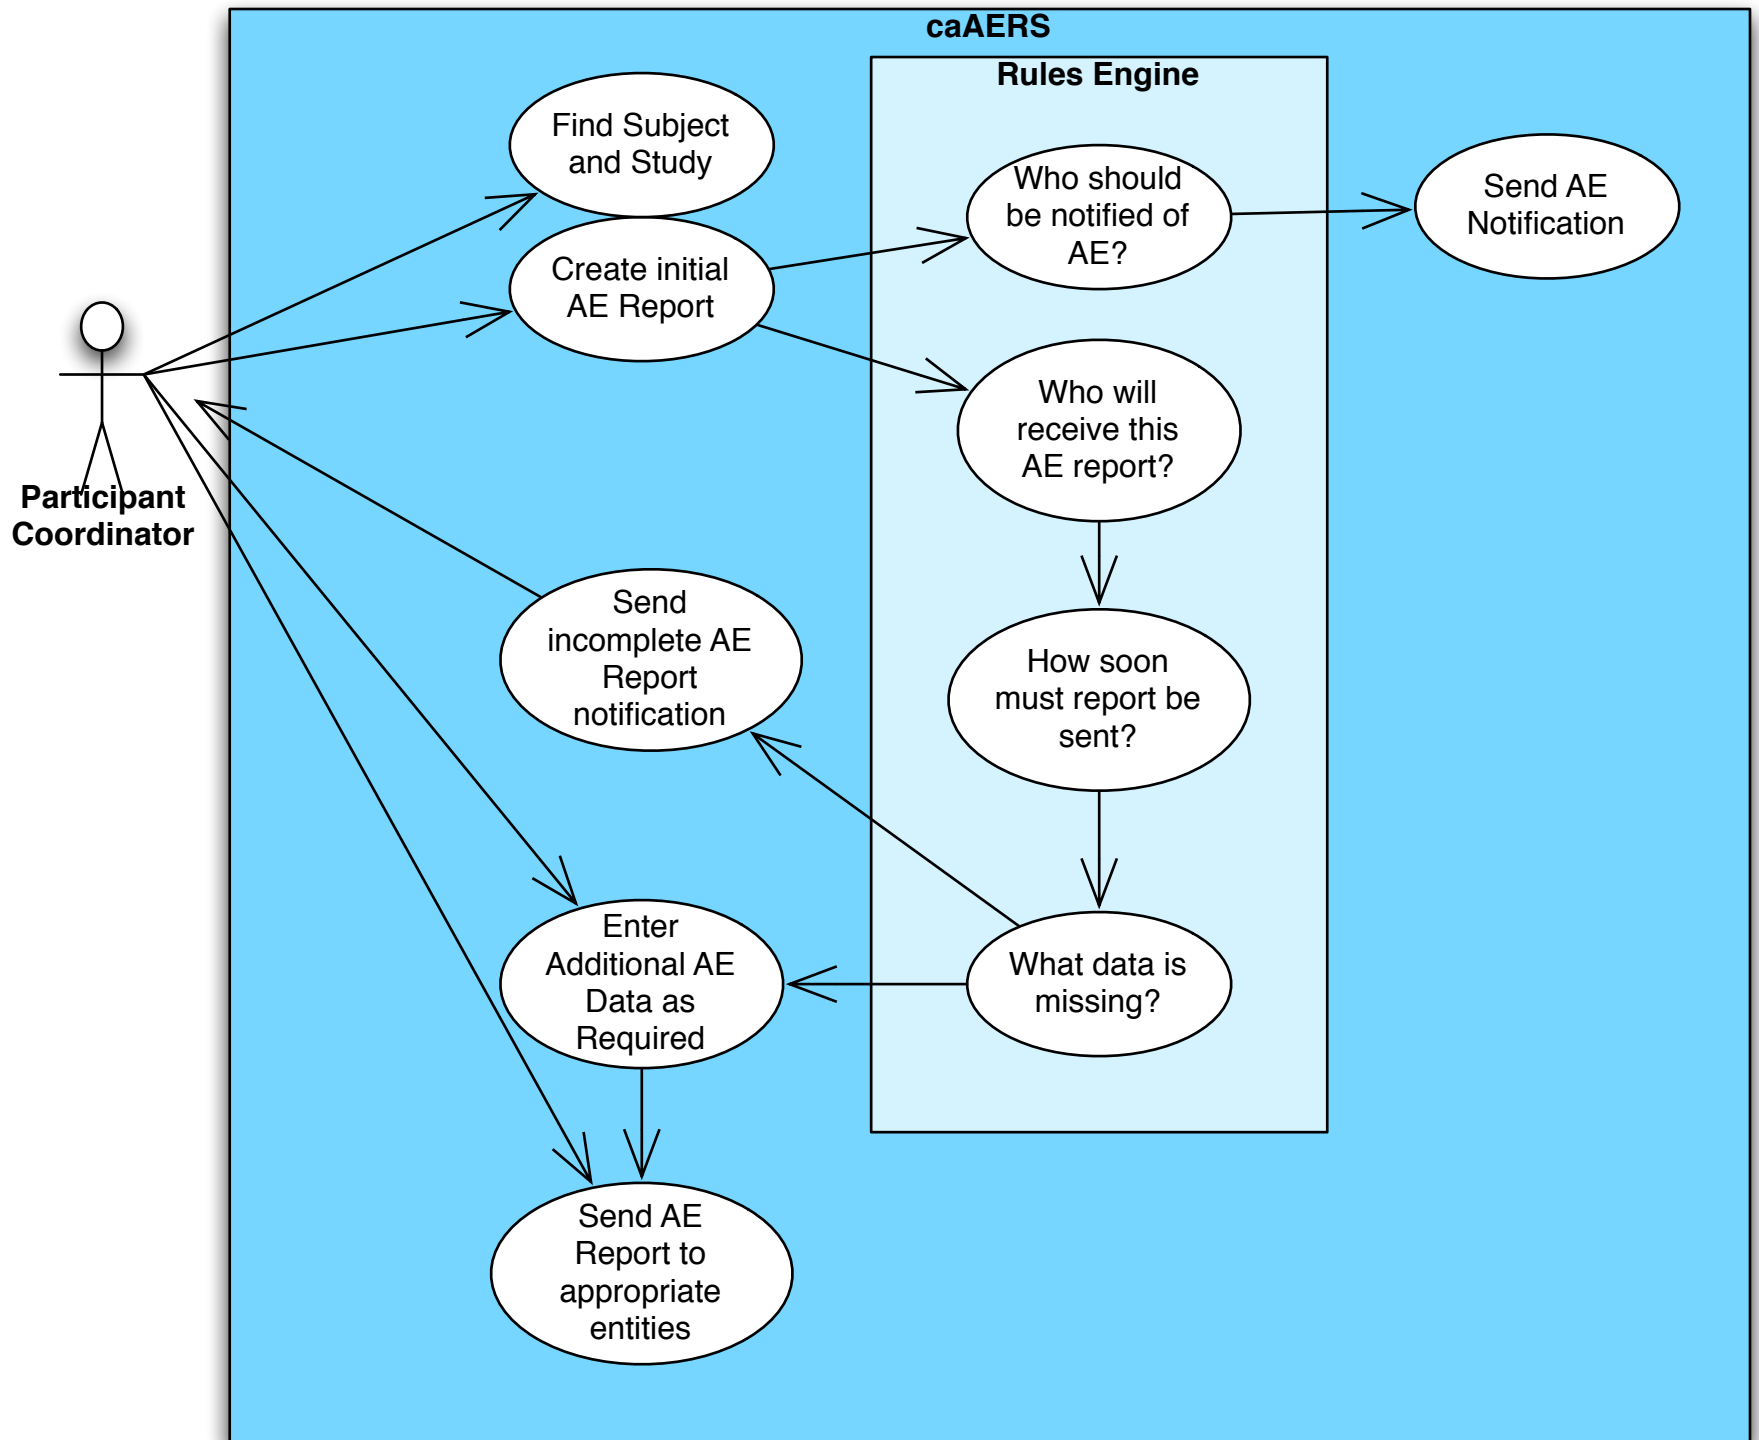 caAERS
Rules Engine
Find Subject
and Study
Who should
be notified of
AE?
Send AE
Notification
Create initial
AE Report
Who will
receive this
AE report?
Participant
Coordinator
Send
incomplete AE
Report
notification
How soon
must report be
sent?
Enter
Additional AE
Data as
Required
What data is
missing?
Send AE
Report to
appropriate
entities